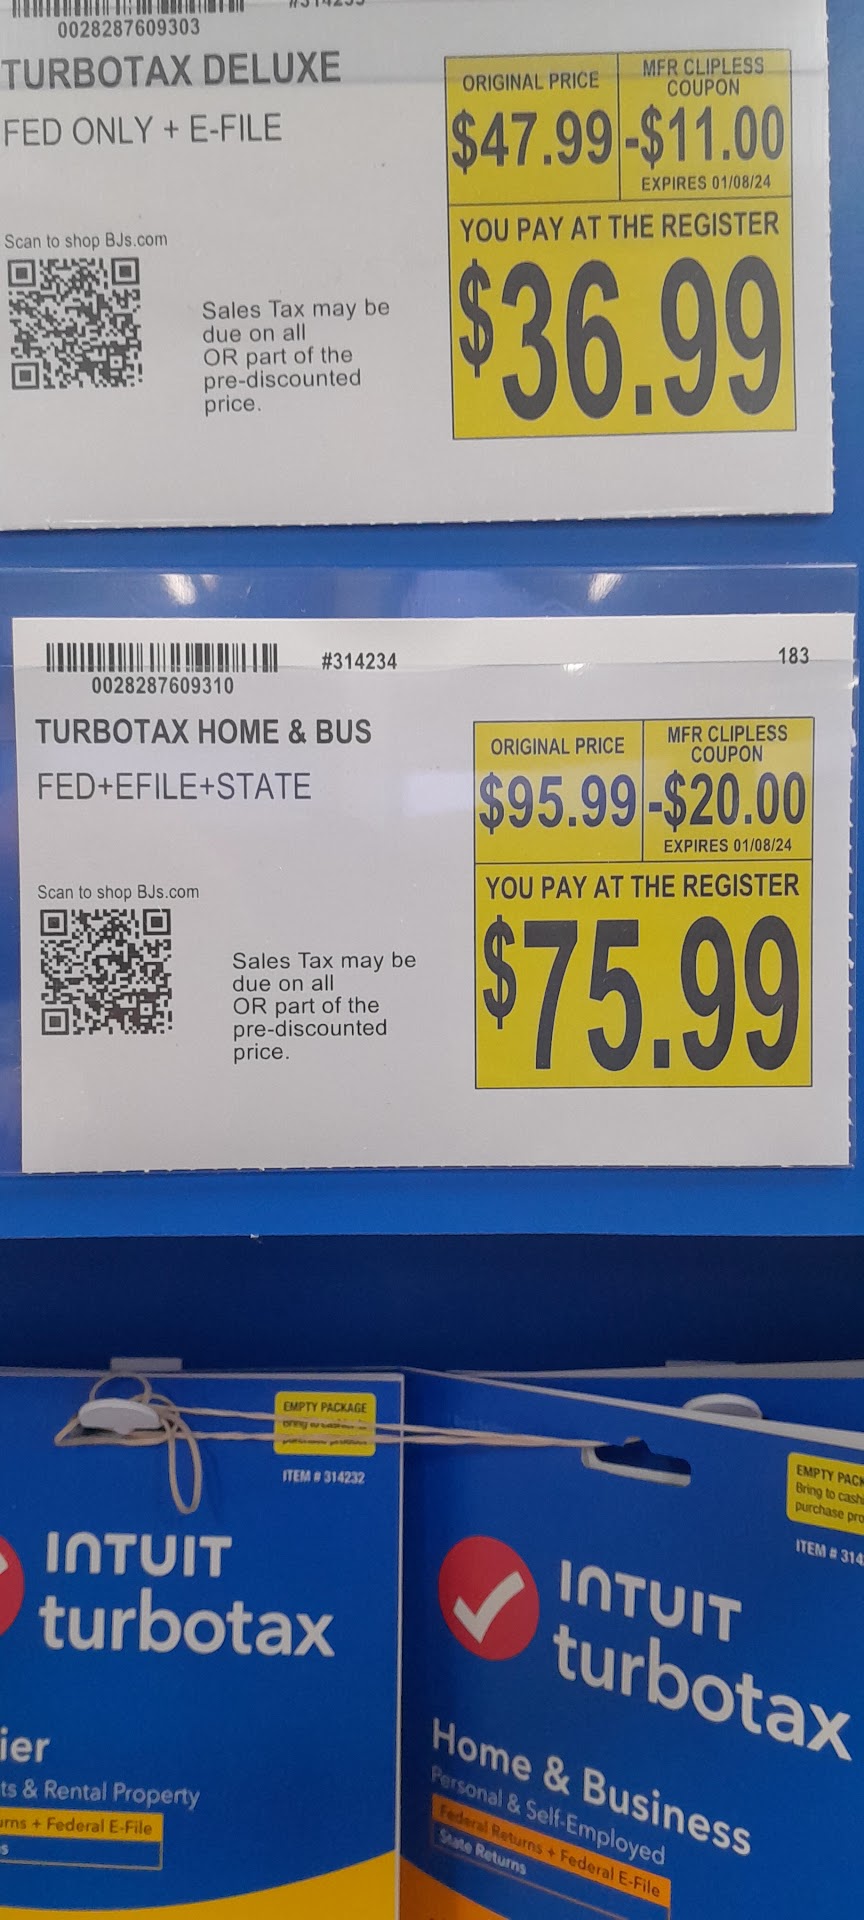 0028287609303
TURBOTAX DELUXE
FED ONLY + E-FILE
ORIGINAL PRICE
$47.99
MFR CLIPLESS
COUPON
-$11.00
EXPIRES 01/08/24
YOU PAY AT THE REGISTER
$36.99
Scan to shop BJs.com
Sales Tax may be
due on all
OR part of the
pre-discounted
price.
0028287609310
#314234
183
TURBOTAX HOME & BUS
FED+EFILE+STATE
ORIGINAL PRICE
$95.99
MFR CLIPLESS
COUPON
-$20.00
EXPIRES 01/08/24
YOU PAY AT THE REGISTER
$75.99
Scan to shop BJs.com
Sales Tax may be
due on all
OR part of the
pre-discounted
price.
EMPTY PACKAGE
ITEM # 314232
INTUIT
turbotax
ier
ts & Rental Property
urns + Federal E-File
s
EMPTY PACK
Bring to cash
purchase pro
ITEM # 314
INTUIT
turbotax
Home & Business
Personal & Self-Employed
Federal Returns + Federal E-File
State Returns